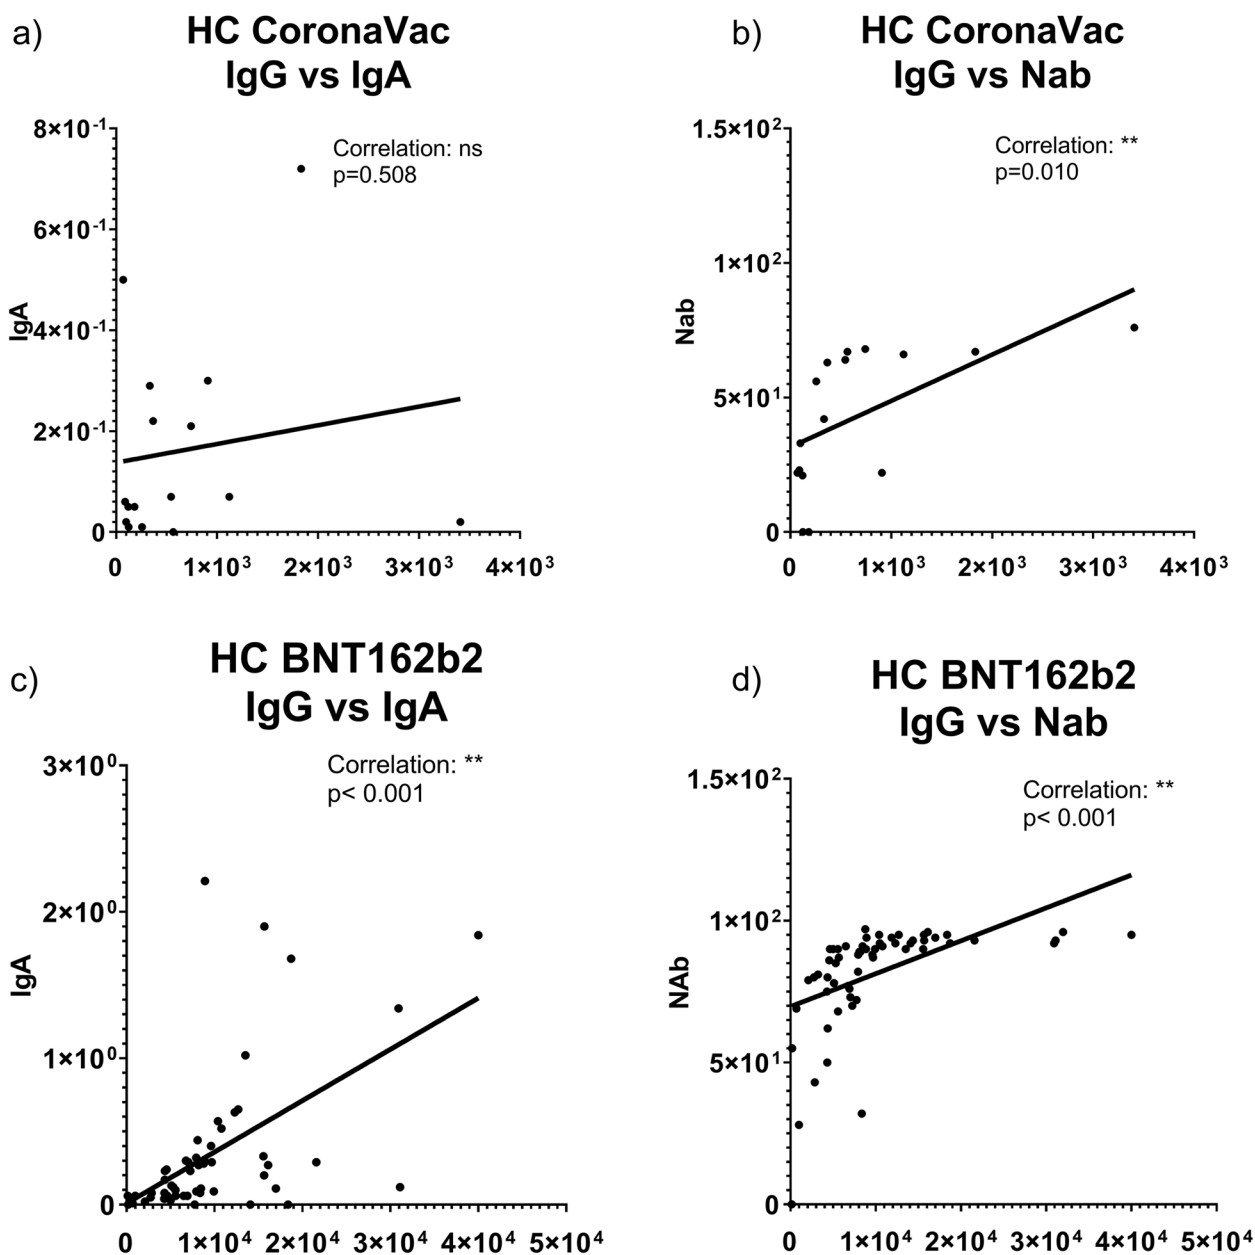 a)
HC CoronaVac
IgG vs IgA
Correlation: ns
p=0.508
8×10⁻¹
6×10⁻¹
4×10⁻¹
2×10⁻¹
0
IgA
0 1×10³ 2×10³ 3×10³ 4×10³
b)
HC CoronaVac
IgG vs Nab
Correlation: **
p=0.010
1.5×10²
1×10²
5×10¹
0
Nab
0 1×10³ 2×10³ 3×10³ 4×10³
c)
HC BNT162b2
IgG vs IgA
Correlation: **
p< 0.001
3×10⁰
2×10⁰
1×10⁰
0
IgA
0 1×10⁴ 2×10⁴ 3×10⁴ 4×10⁴ 5×10⁴
d)
HC BNT162b2
IgG vs Nab
Correlation: **
p< 0.001
1.5×10²
1×10²
5×10¹
0
NAb
0 1×10⁴ 2×10⁴ 3×10⁴ 4×10⁴ 5×10⁴